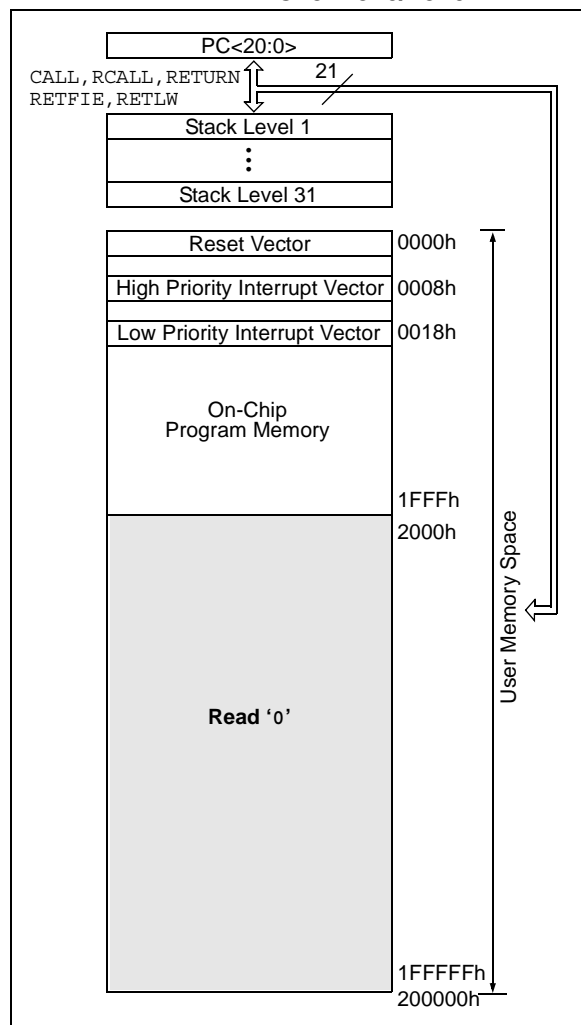 PC<20:0>
CALL,RCALL,RETURN
RETFIE,RETLW
21
Stack Level 1
Stack Level 31
Reset Vector
0000h
High Priority Interrupt Vector
0008h
Low Priority Interrupt Vector
0018h
On-Chip
Program Memory
1FFFh
2000h
User Memory Space
Read ‘0’
1FFFFFh
200000h